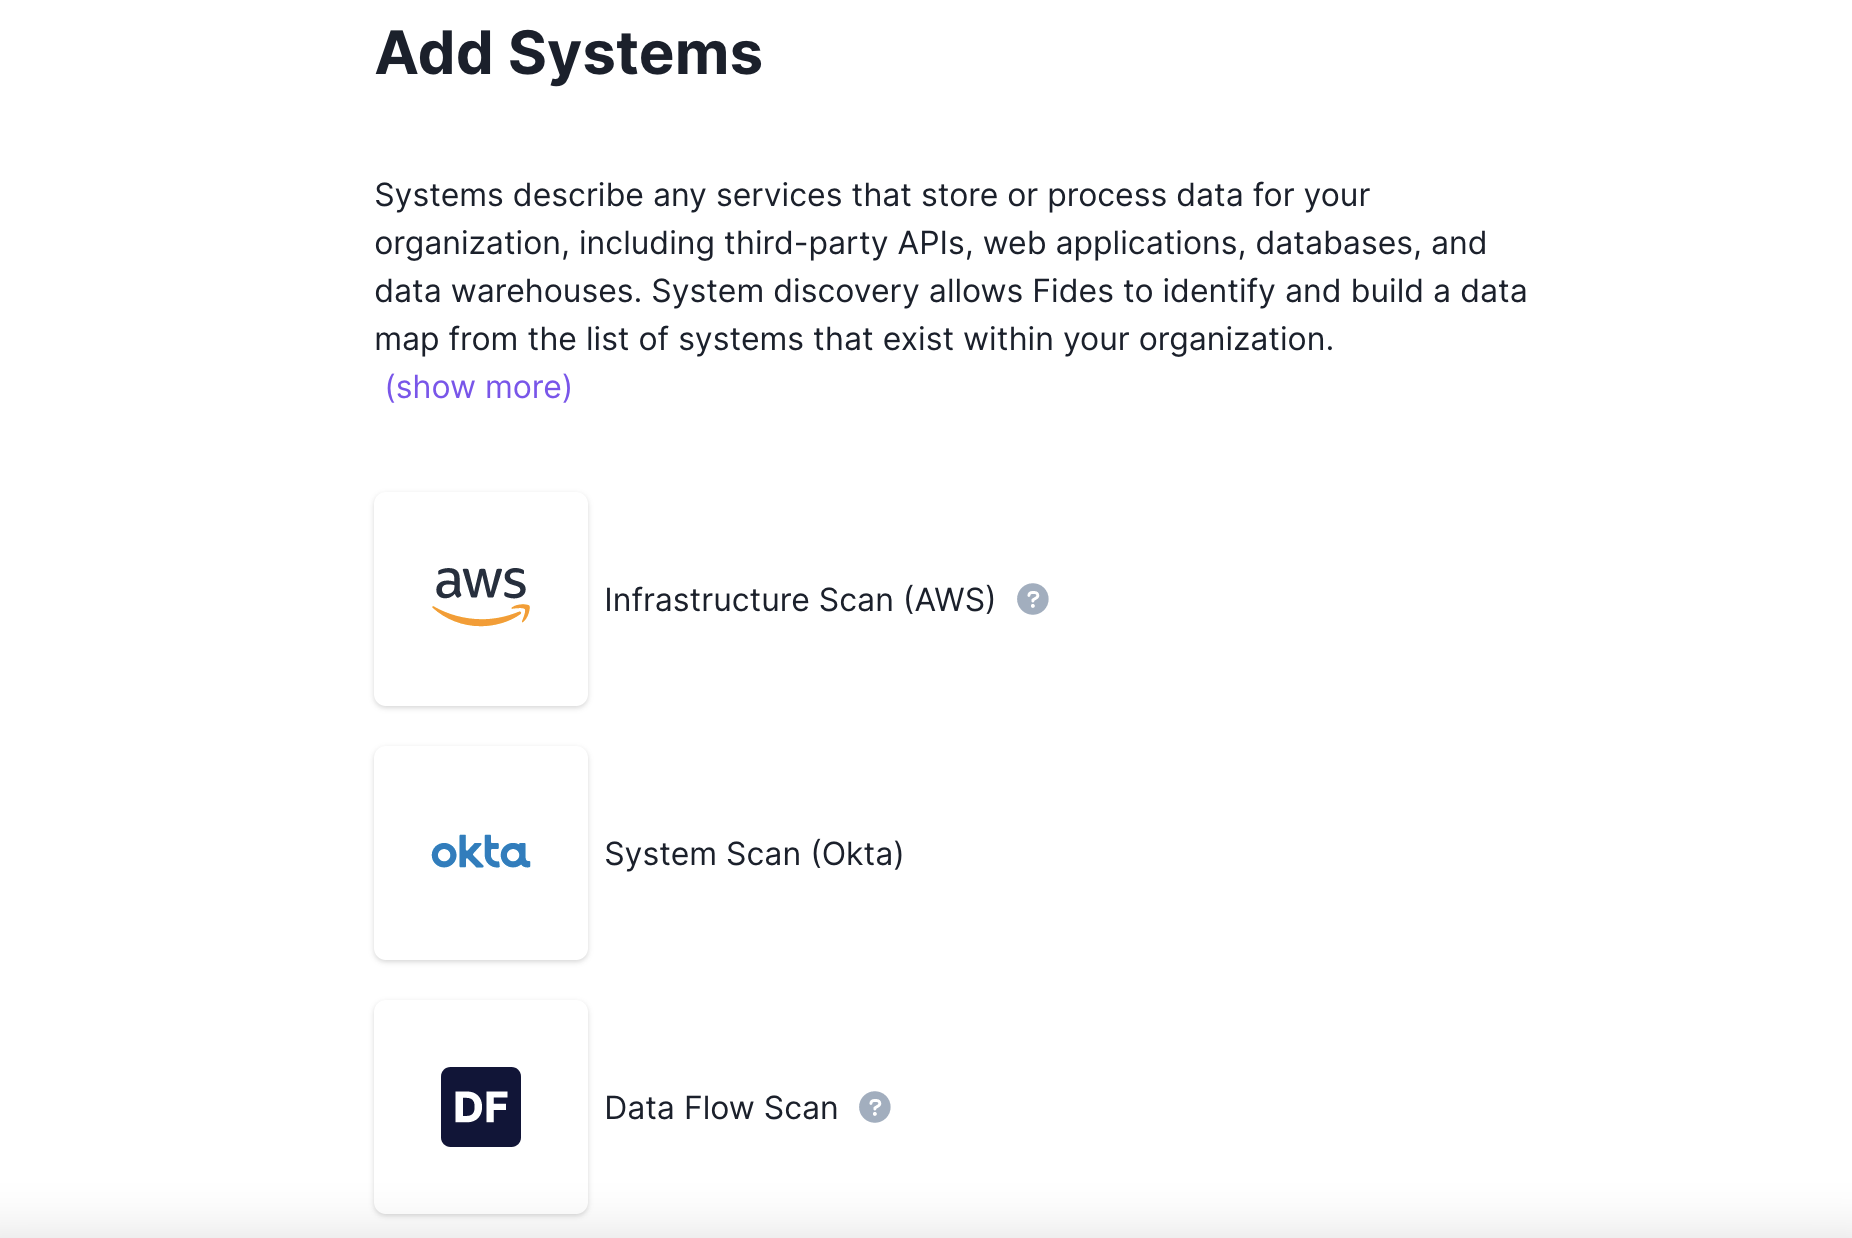 Add Systems
Systems describe any services that store or process data for your
organization, including third-party APIs, web applications, databases, and
data warehouses. System discovery allows Fides to identify and build a data
map from the list of systems that exist within your organization.
(show more)
aws
Infrastructure Scan (AWS) ?
okta
System Scan (Okta)
DF
Data Flow Scan ?